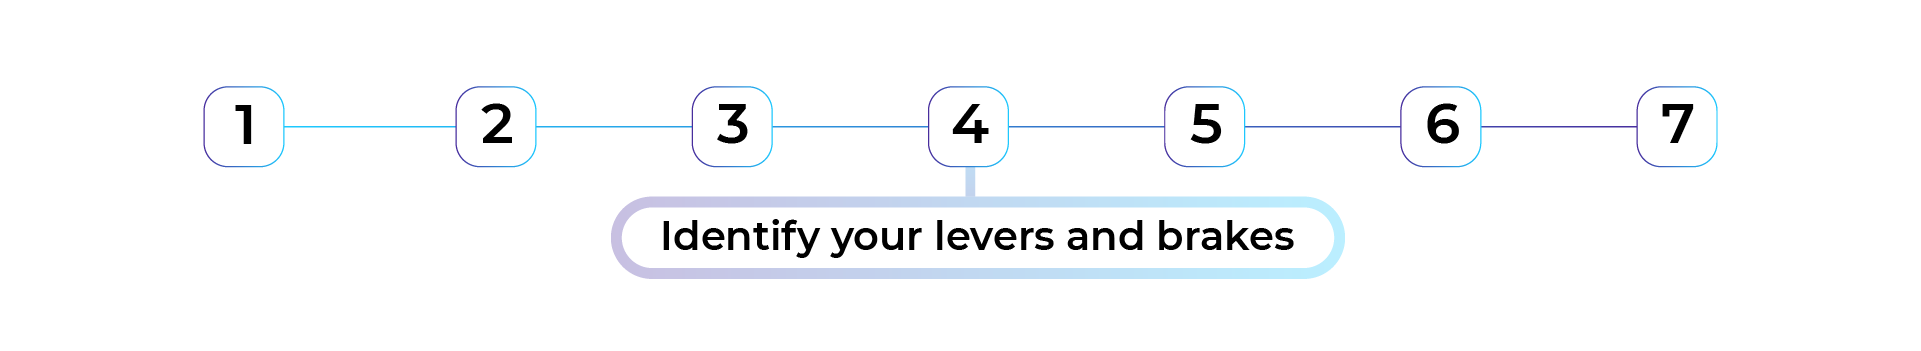 1 2 3 4 5 6 7
Identify your levers and brakes